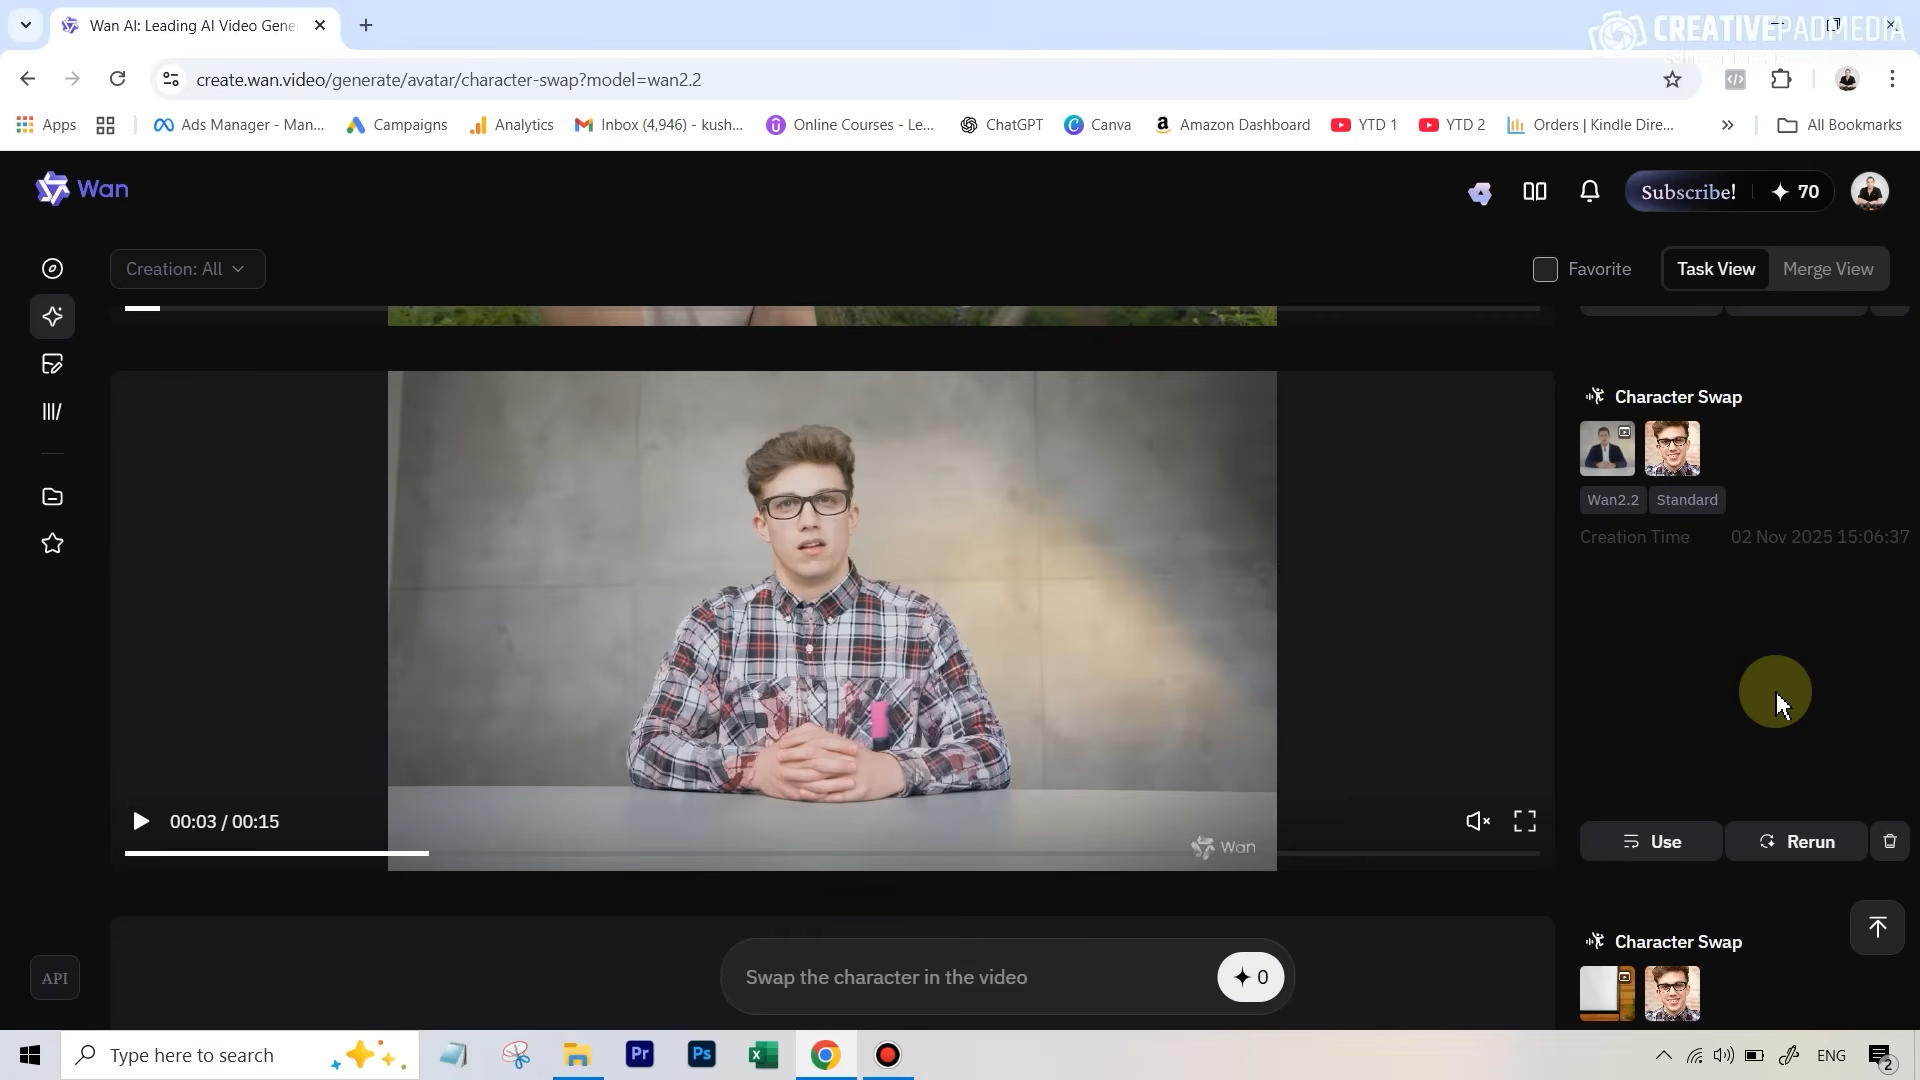 Wan AI: Leading AI Video Gene
CREATIVEPADMEDIA
create.wan.video/generate/avatar/character-swap?model=wan2.2
Apps
Ads Manager - Man...
Campaigns
Analytics
Inbox (4,946) - kush...
Online Courses - Le...
ChatGPT
Canva
Amazon Dashboard
YTD 1
YTD 2
Orders | Kindle Dire...
All Bookmarks
Wan
Subscribe!
70
Creation: All
Favorite
Task View
Merge View
Character Swap
Wan2.2
Standard
Creation Time
02 Nov 2025 15:06:37
00:03 / 00:15
Wan
Use
Rerun
Character Swap
API
Swap the character in the video
0
Type here to search
Pr
Ps
ENG
2